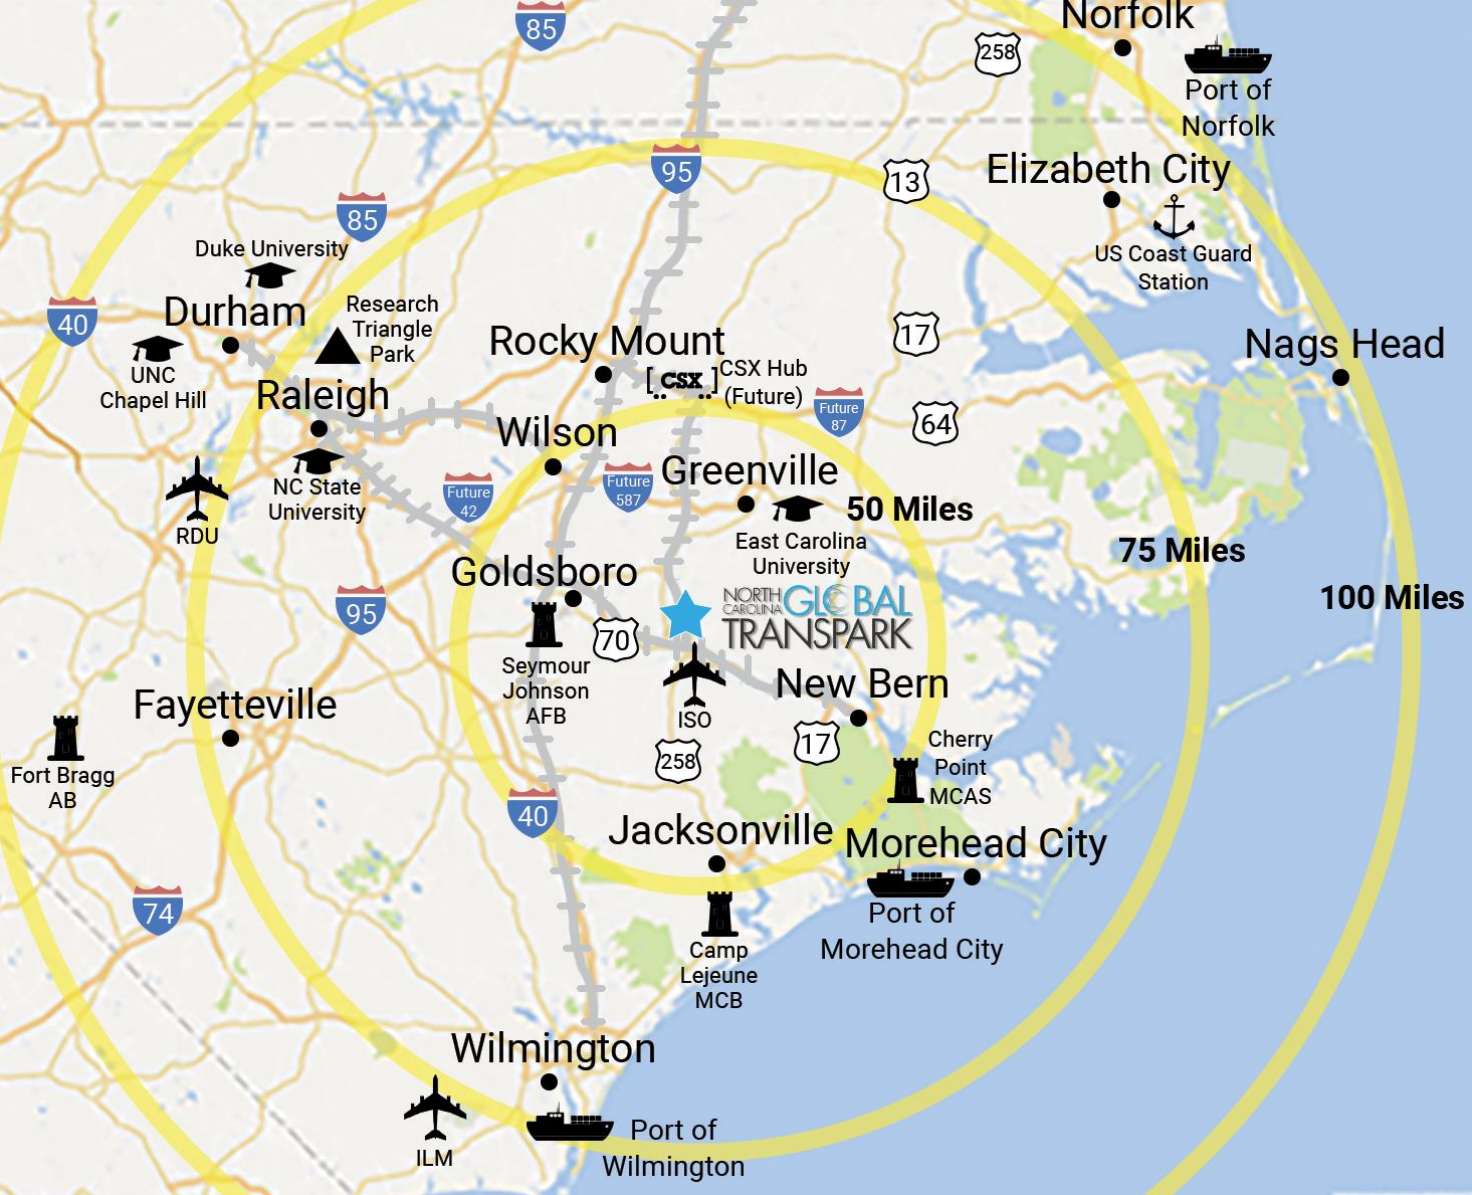 85
Norfolk
258
Port of
Norfolk
95
13
Elizabeth City
85
US Coast Guard
Station
Duke University
40
Durham
Research
Triangle
Park
17
Rocky Mount
Nags Head
UNC
Chapel Hill
CSX
CSX Hub
(Future)
Raleigh
Future
87
64
Wilson
Greenville
NC State
University
Future
42
Future
587
50 Miles
RDU
East Carolina
University
75 Miles
Goldsboro
95
NORTH
CAROLINA
GLOBAL
TRANSPARK
100 Miles
70
Seymour
Johnson
AFB
New Bern
ISO
Fayetteville
258
17
Cherry
Point
MCAS
Fort Bragg
AB
40
Jacksonville
Morehead City
74
Port of
Morehead City
Camp
Lejeune
MCB
Wilmington
ILM
Port of
Wilmington